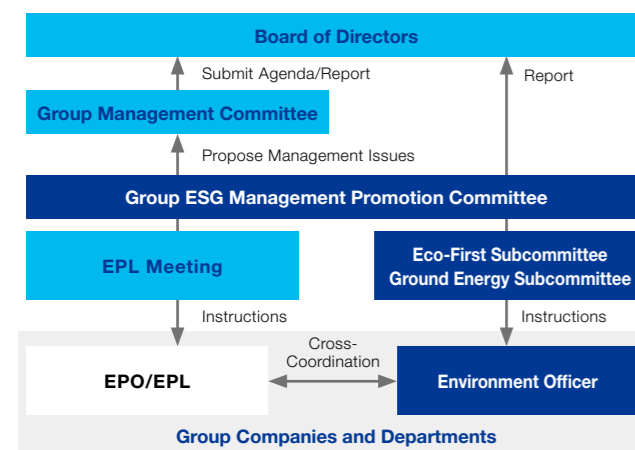 Board of Directors
Submit Agenda/Report
Report
Group Management Committee
Propose Management Issues
Group ESG Management Promotion Committee
EPL Meeting
Eco-First Subcommittee
Ground Energy Subcommittee
Instructions
Instructions
Cross-
Coordination
EPO/EPL
Environment Officer
Group Companies and Departments